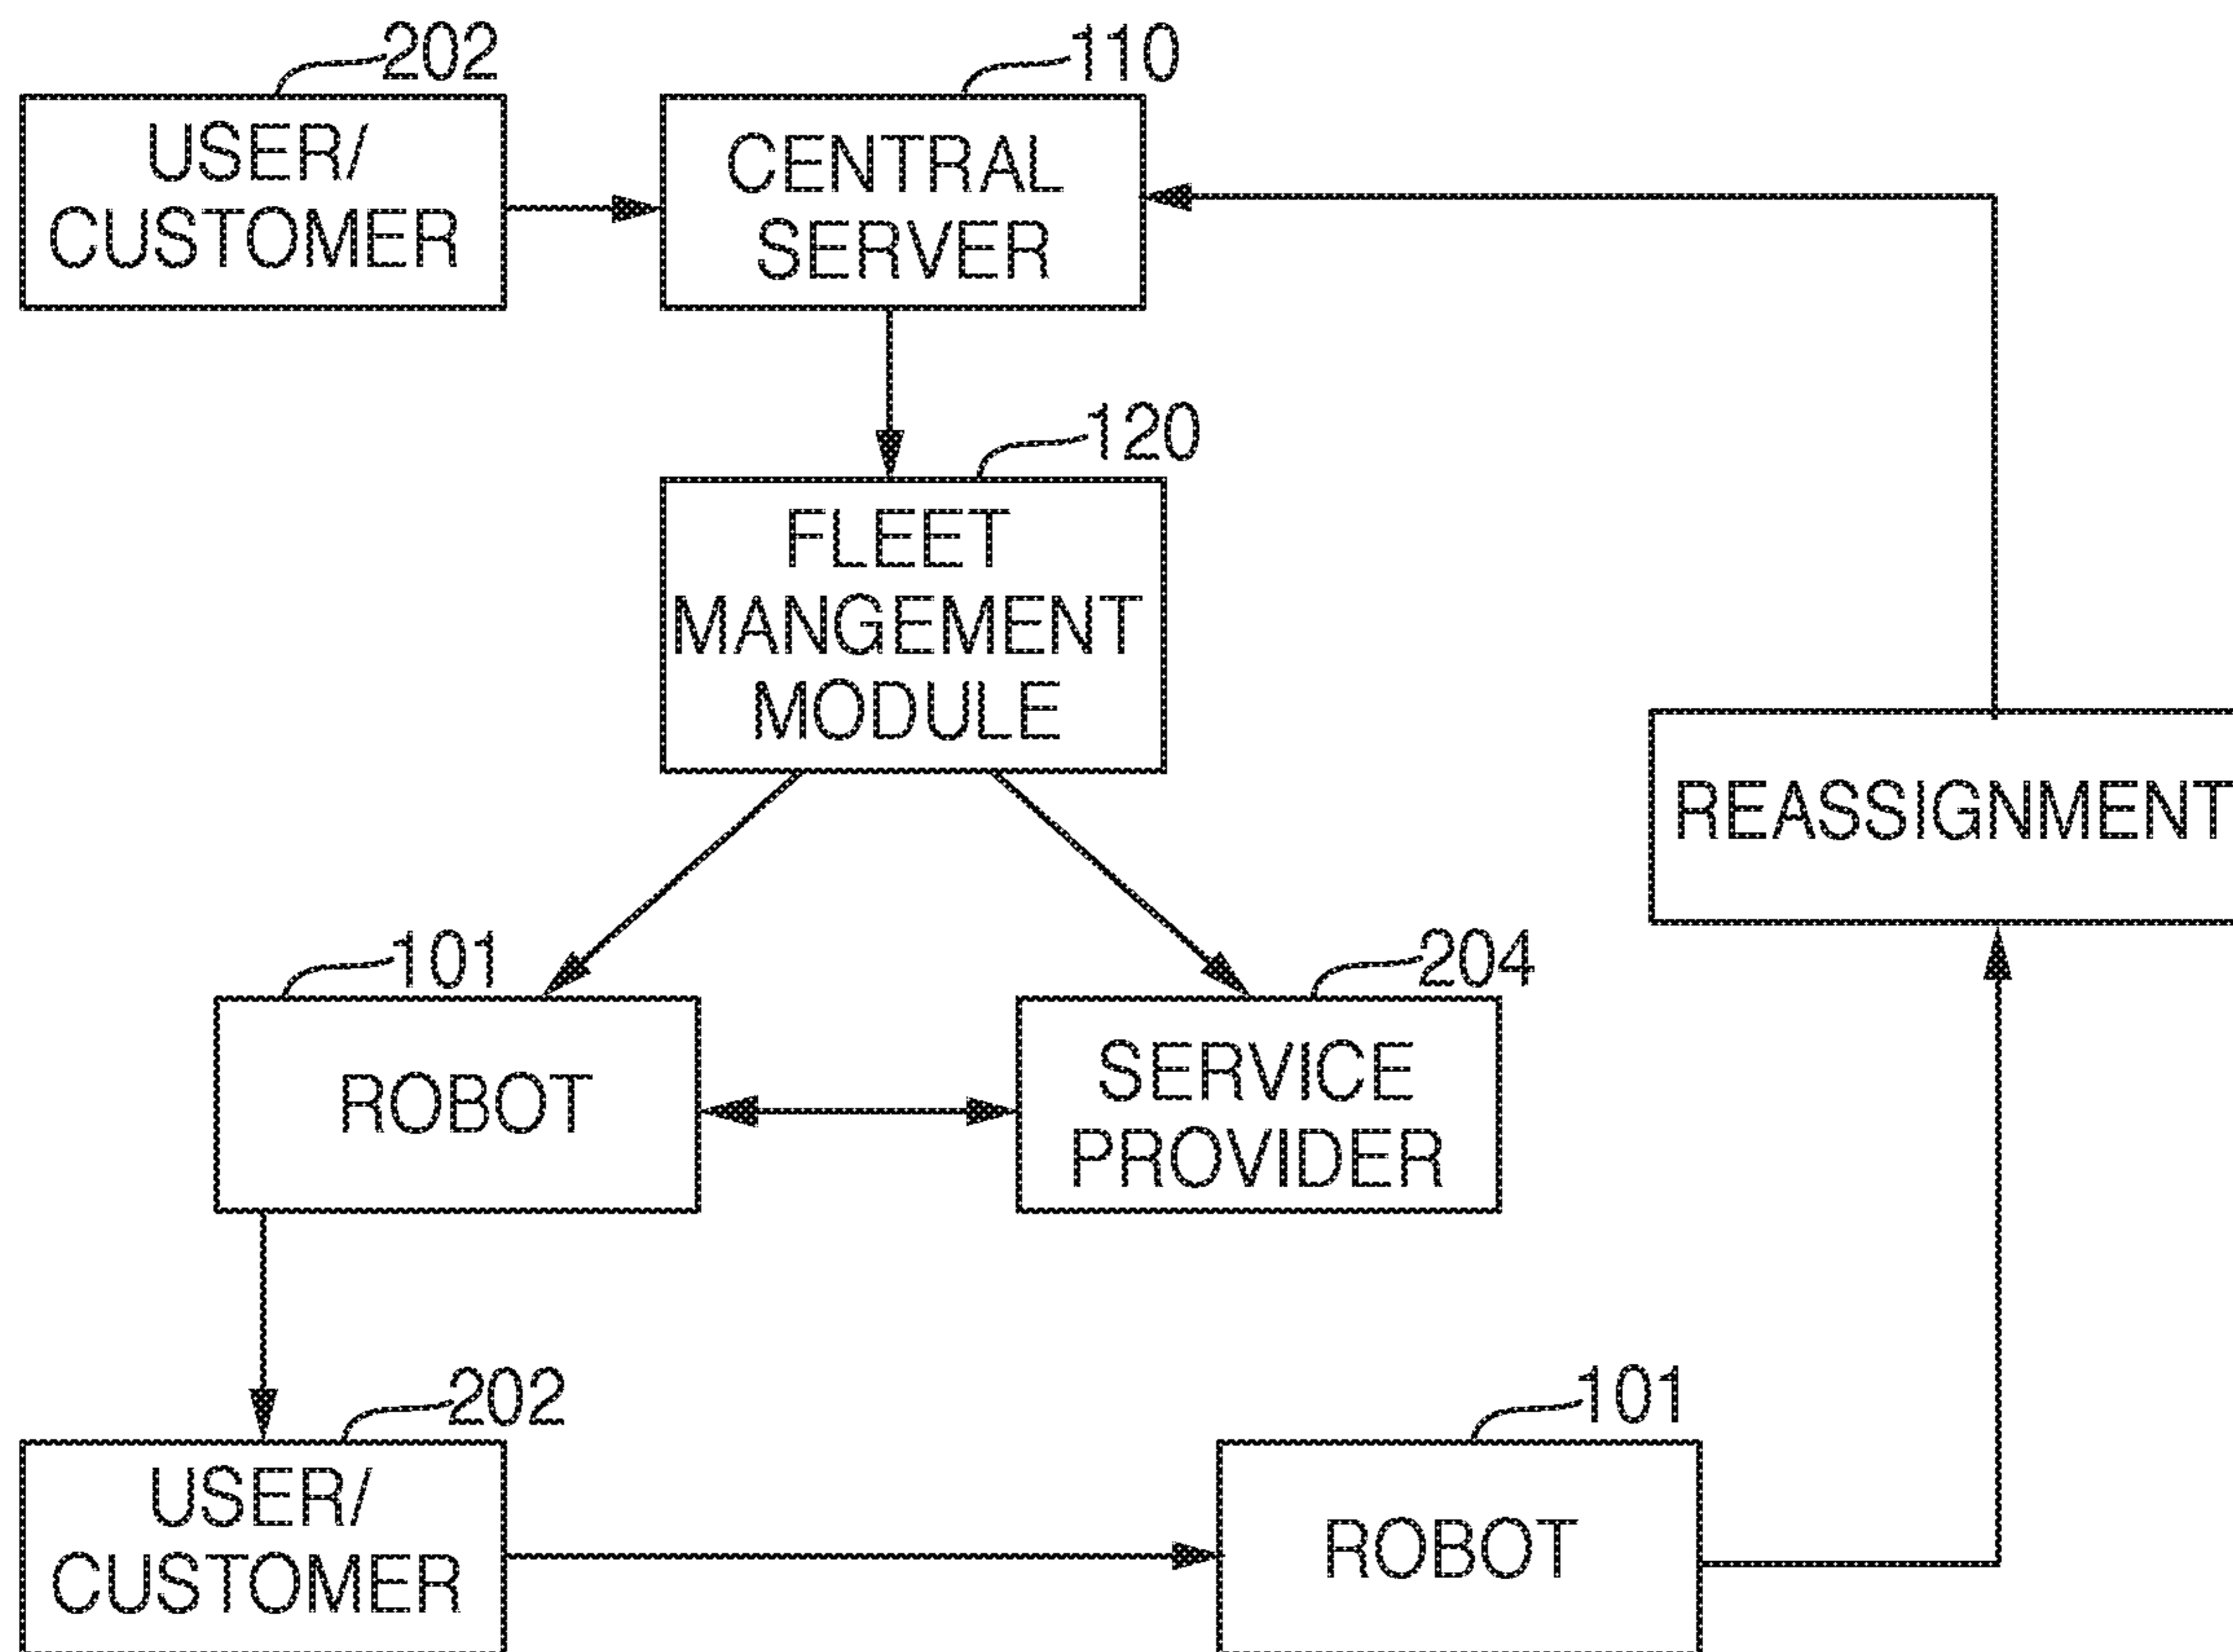 202
USER/
CUSTOMER
110
CENTRAL
SERVER
120
FLEET
MANGEMENT
MODULE
REASSIGNMENT
101
ROBOT
204
SERVICE
PROVIDER
202
USER/
CUSTOMER
101
ROBOT